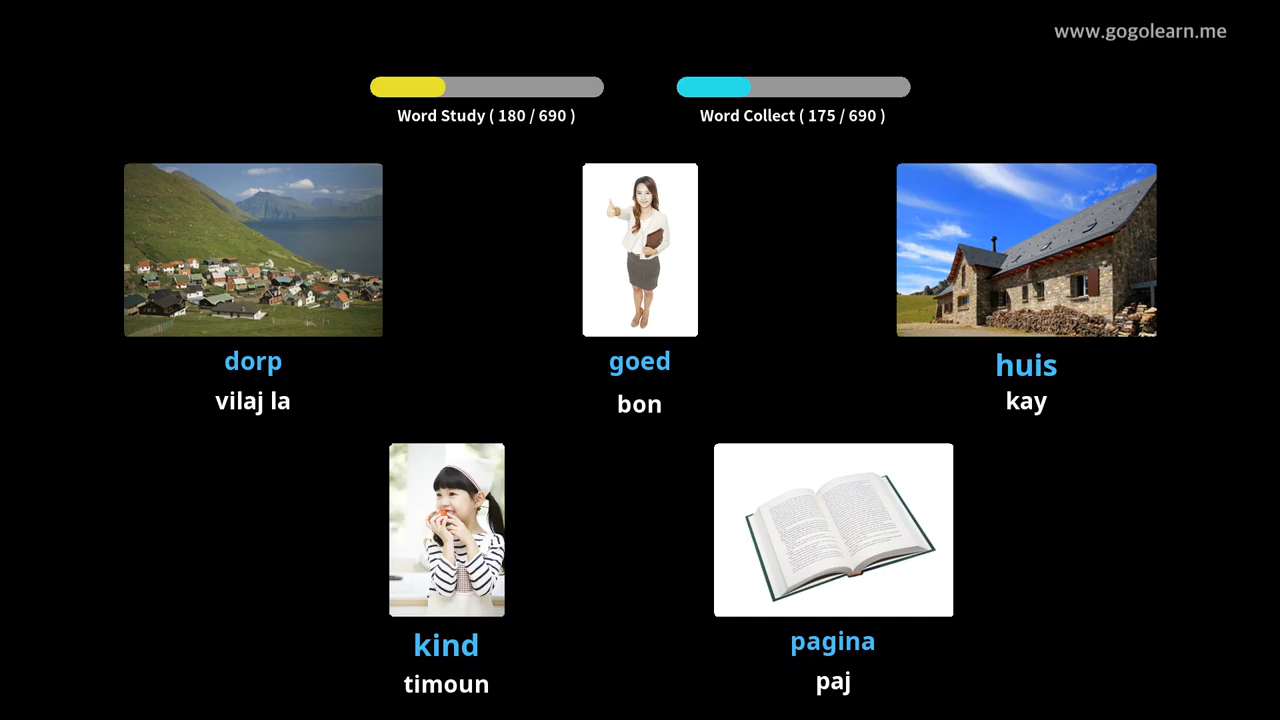 www.gogolearn.me
Word Study ( 180 / 690 )
Word Collect ( 175 / 690 )
dorp
vilaj la
goed
bon
huis
kay
kind
timoun
pagina
paj